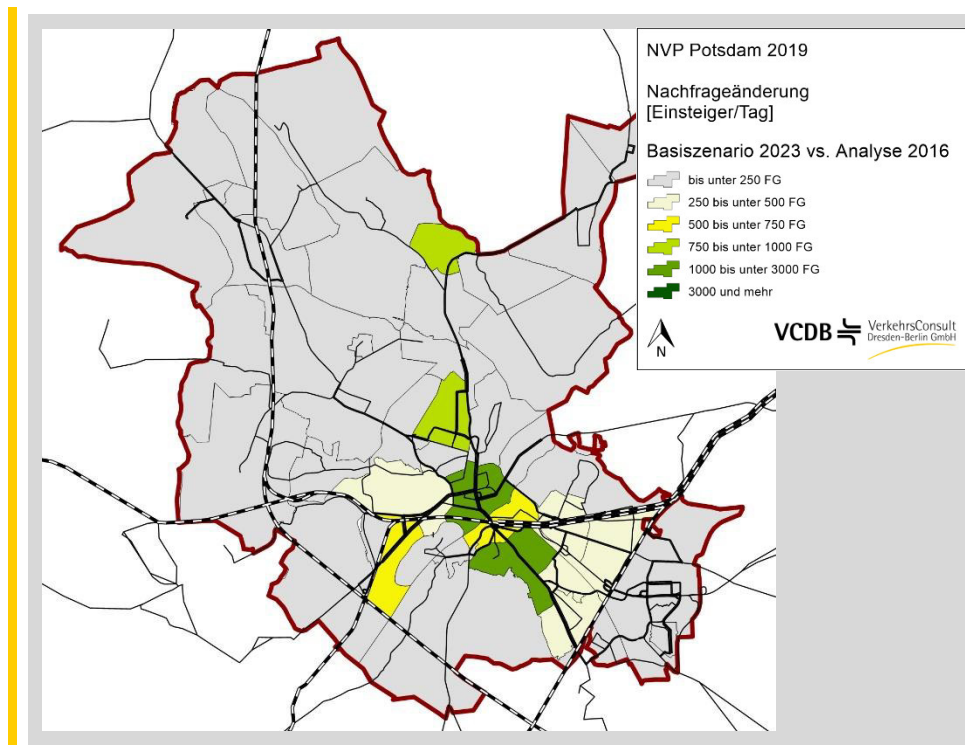 NVP Potsdam 2019
Nachfrageänderung
[Einsteiger/Tag]
Basiszenario 2023 vs. Analyse 2016
bis unter 250 FG
250 bis unter 500 FG
500 bis unter 750 FG
750 bis unter 1000 FG
1000 bis unter 3000 FG
3000 und mehr
N
VCDB VerkehrsConsult
Dresden-Berlin GmbH